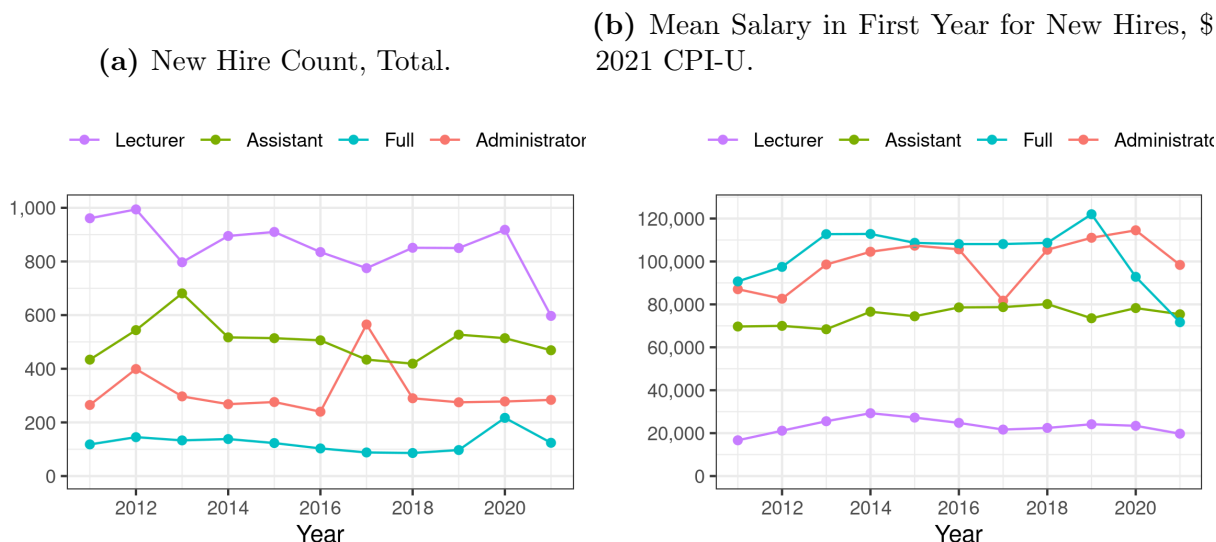 (a) New Hire Count, Total.
(b) Mean Salary in First Year for New Hires, $
2021 CPI-U.
Lecturer Assistant Full Administrator
1,000
800
600
400
200
0
2012 2014 2016 2018 2020
Year
Lecturer Assistant Full Administrato
120,000
100,000
80,000
60,000
40,000
20,000
0
2012 2014 2016 2018 2020
Year